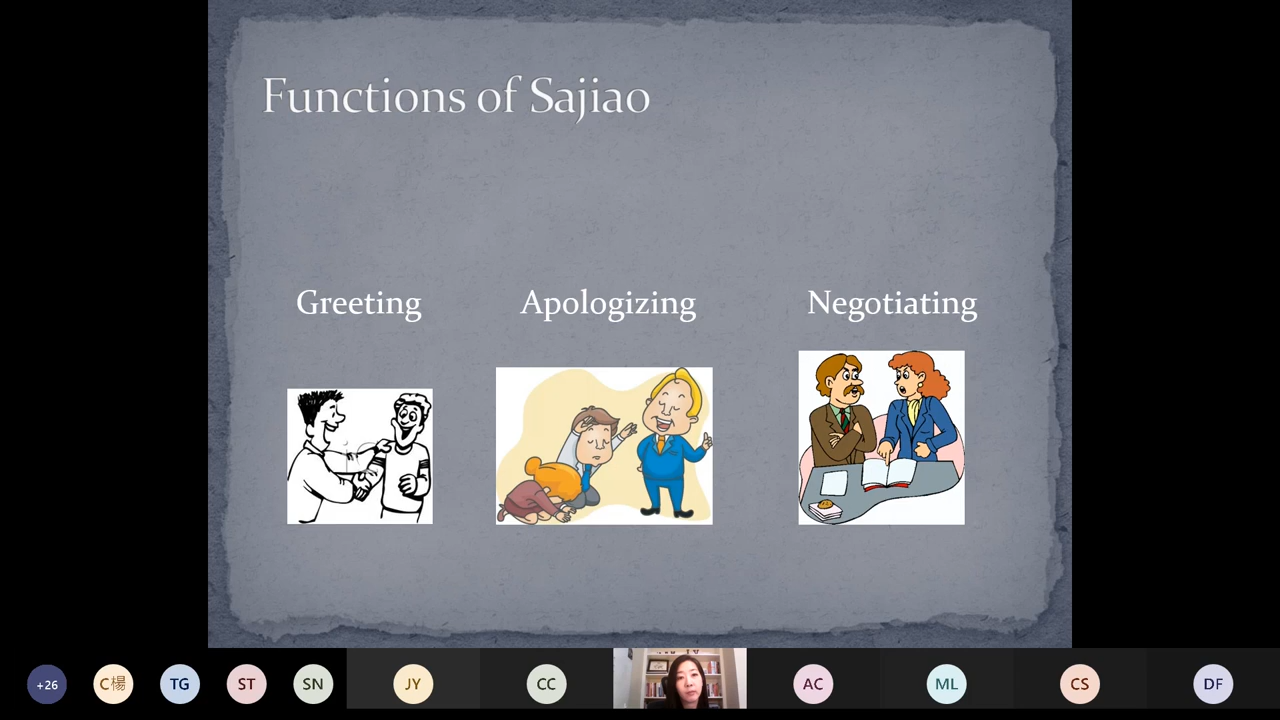 Functions of Sajiao
Greeting
Apologizing
Negotiating
+26
C楊
TG
ST
SN
JY
CC
AC
ML
CS
DF